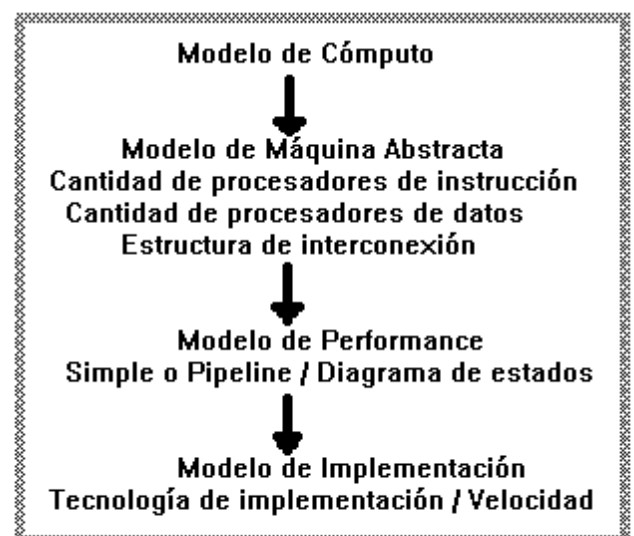 Modelo de Cómputo
Modelo de Máquina Abstracta
Cantidad de procesadores de instrucción
Cantidad de procesadores de datos
Estructura de interconexión
Modelo de Performance
Simple o Pipeline / Diagrama de estados
Modelo de Implementación
Tecnología de implementación / Velocidad